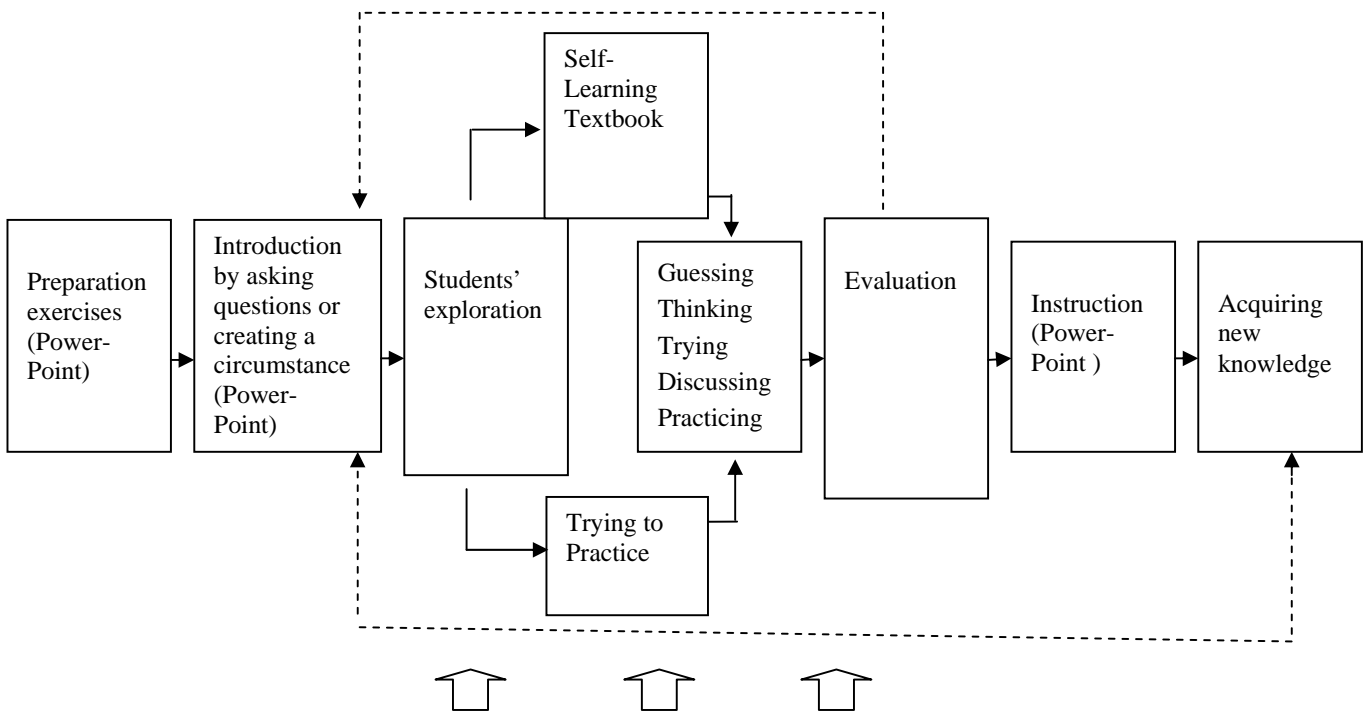 Preparation
exercises
(Power-
Point)
Introduction
by asking
questions or
creating a
circumstance
(Power-
Point)
Students’
exploration
Self-
Learning
Textbook
Trying to
Practice
Guessing
Thinking
Trying
Discussing
Practicing
Evaluation
Instruction
(Power-
Point )
Acquiring
new
knowledge